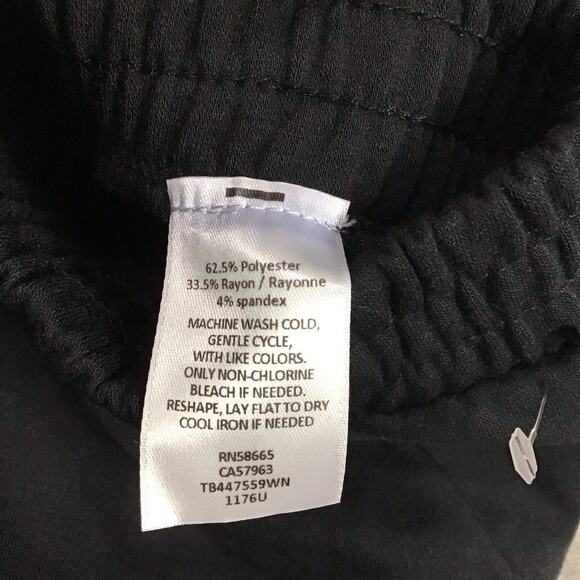 62.5% Polyester
33.5% Rayon / Rayonne
4% spandex
MACHINE WASH COLD,
GENTLE CYCLE,
WITH LIKE COLORS.
ONLY NON-CHLORINE
BLEACH IF NEEDED.
RESHAPE, LAY FLAT TO DRY
COOL IRON IF NEEDED
RN58665
CA57963
TB447559WN
1176U